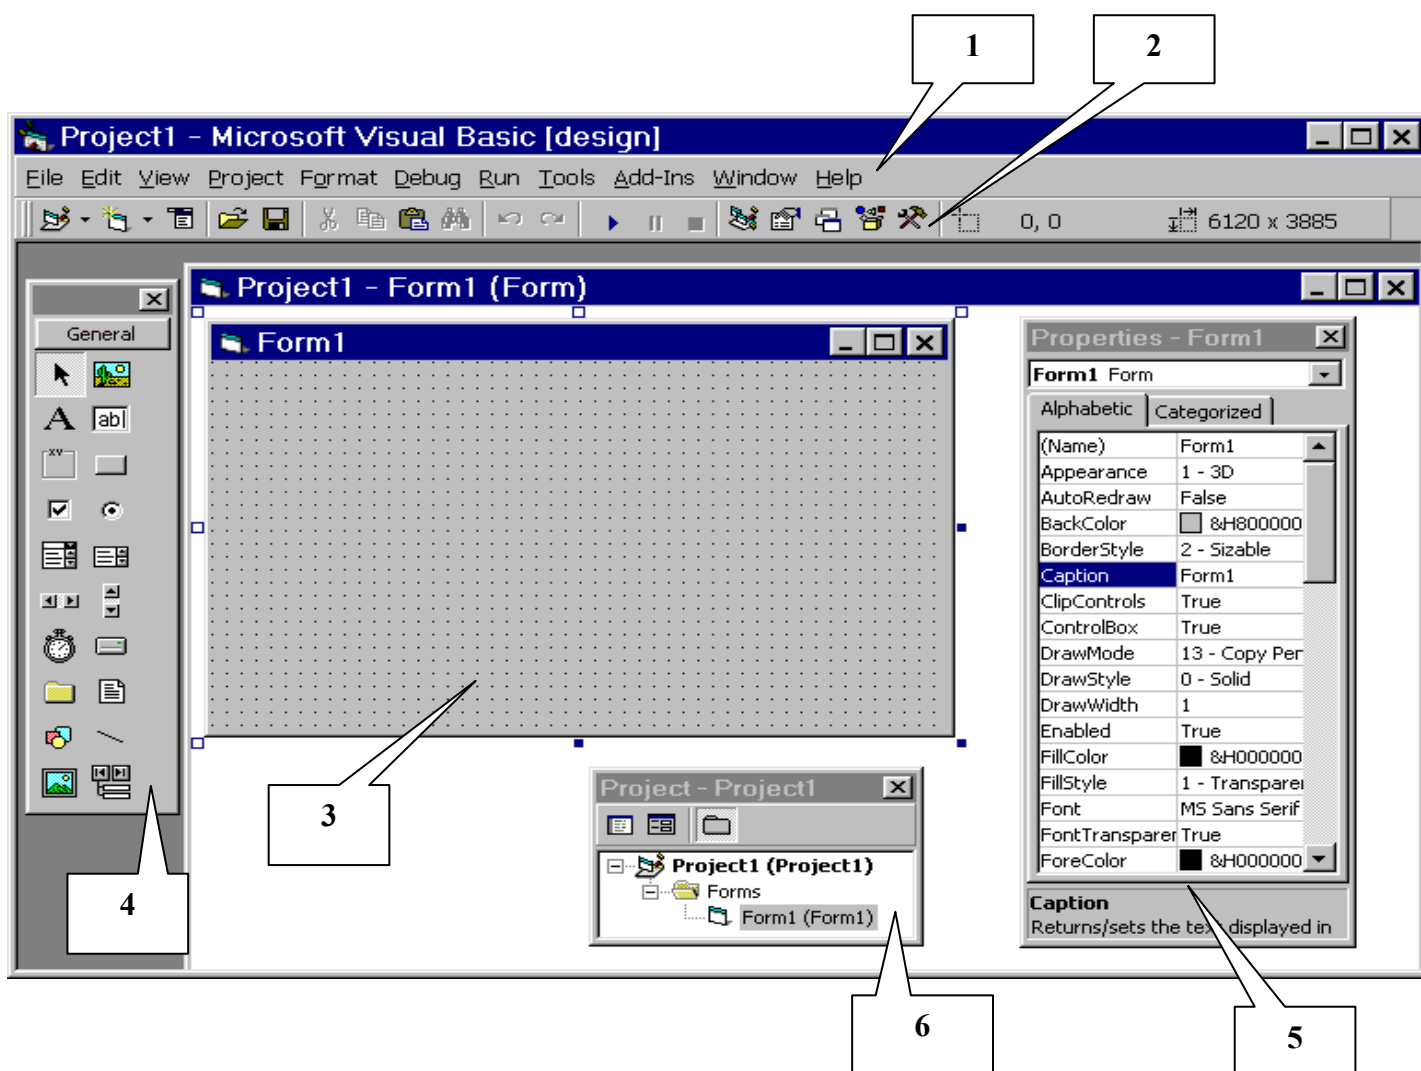 1
2
Project1 - Microsoft Visual Basic [design]
File Edit View Project Format Debug Run Tools Add-Ins Window Help
0, 0 6120 x 3885
Project1 - Form1 (Form)
General
Form1
A ab|
xv
Properties - Form1
Form1 Form
Alphabetic Categorized
(Name) Form1
Appearance 1 - 3D
AutoRedraw False
BackColor &H800000
BorderStyle 2 - Sizable
Caption Form1
ClipControls True
ControlBox True
DrawMode 13 - Copy Per
DrawStyle 0 - Solid
DrawWidth 1
Enabled True
FillColor &H000000
FillStyle 1 - Transparei
Font MS Sans Serif
FontTransparer True
ForeColor &H000000
Caption
Returns/sets the text displayed in
3
4
Project - Project1
Project1 (Project1)
Forms
Form1 (Form1)
6
5